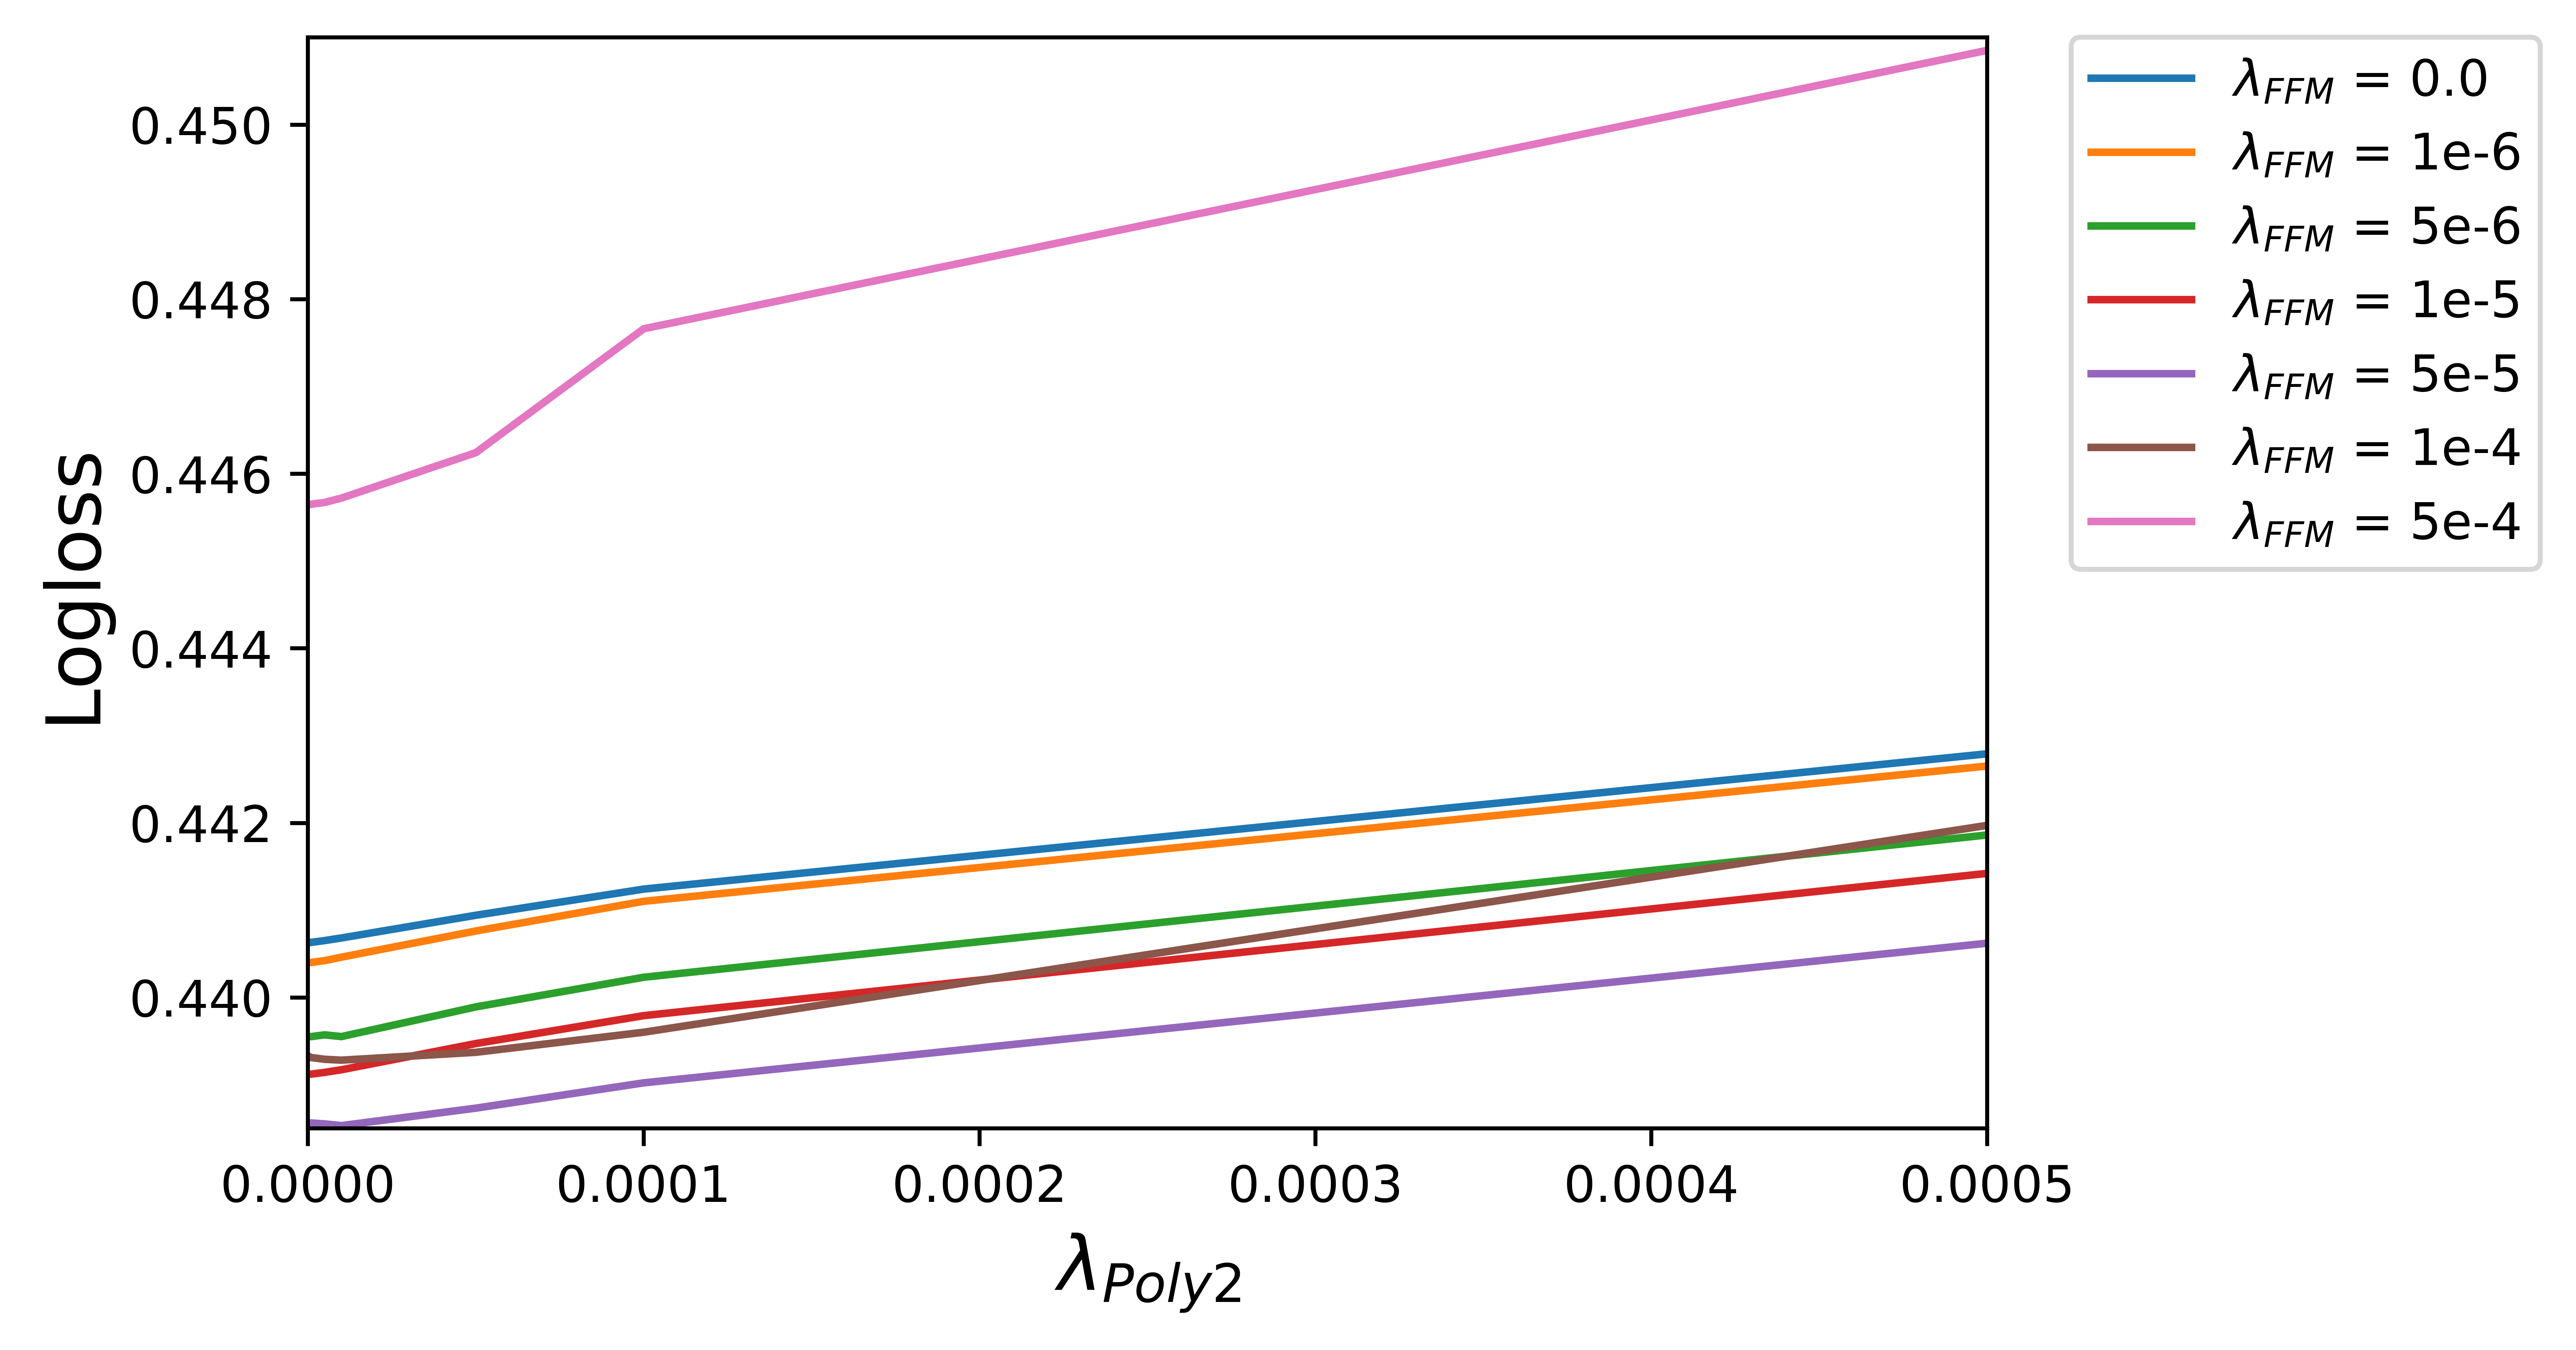 0.450
0.448
0.446
0.444
0.442
0.440
Logloss
0.0000 0.0001 0.0002 0.0003 0.0004 0.0005
λPoly2
λFFM = 0.0
λFFM = 1e-6
λFFM = 5e-6
λFFM = 1e-5
λFFM = 5e-5
λFFM = 1e-4
λFFM = 5e-4